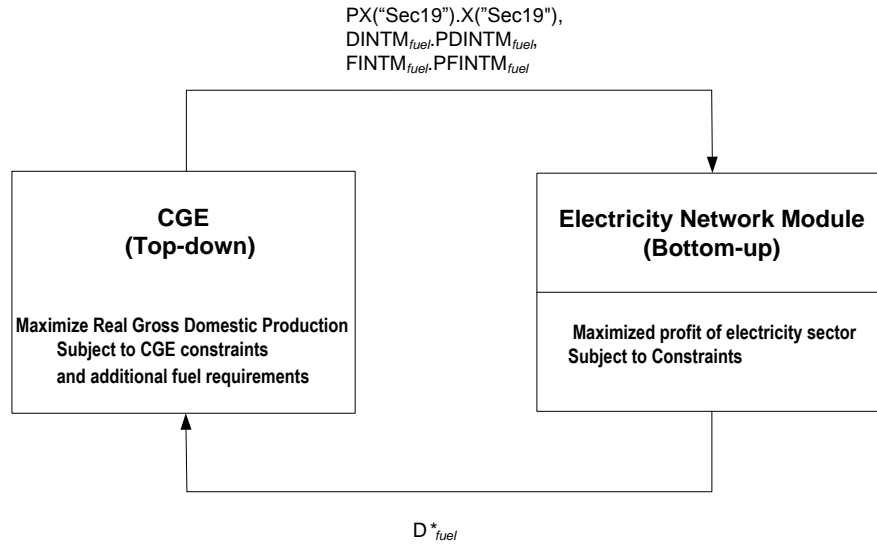 PX(“Sec19”).X(”Sec19"),
DINTMfuel.PDINTMfuel,
FINTMfuel.PFINTMfuel
CGE
(Top-down)
Maximize Real Gross Domestic Production
Subject to CGE constraints
and additional fuel requirements
Electricity Network Module
(Bottom-up)
Maximized profit of electricity sector
Subject to Constraints
D*fuel